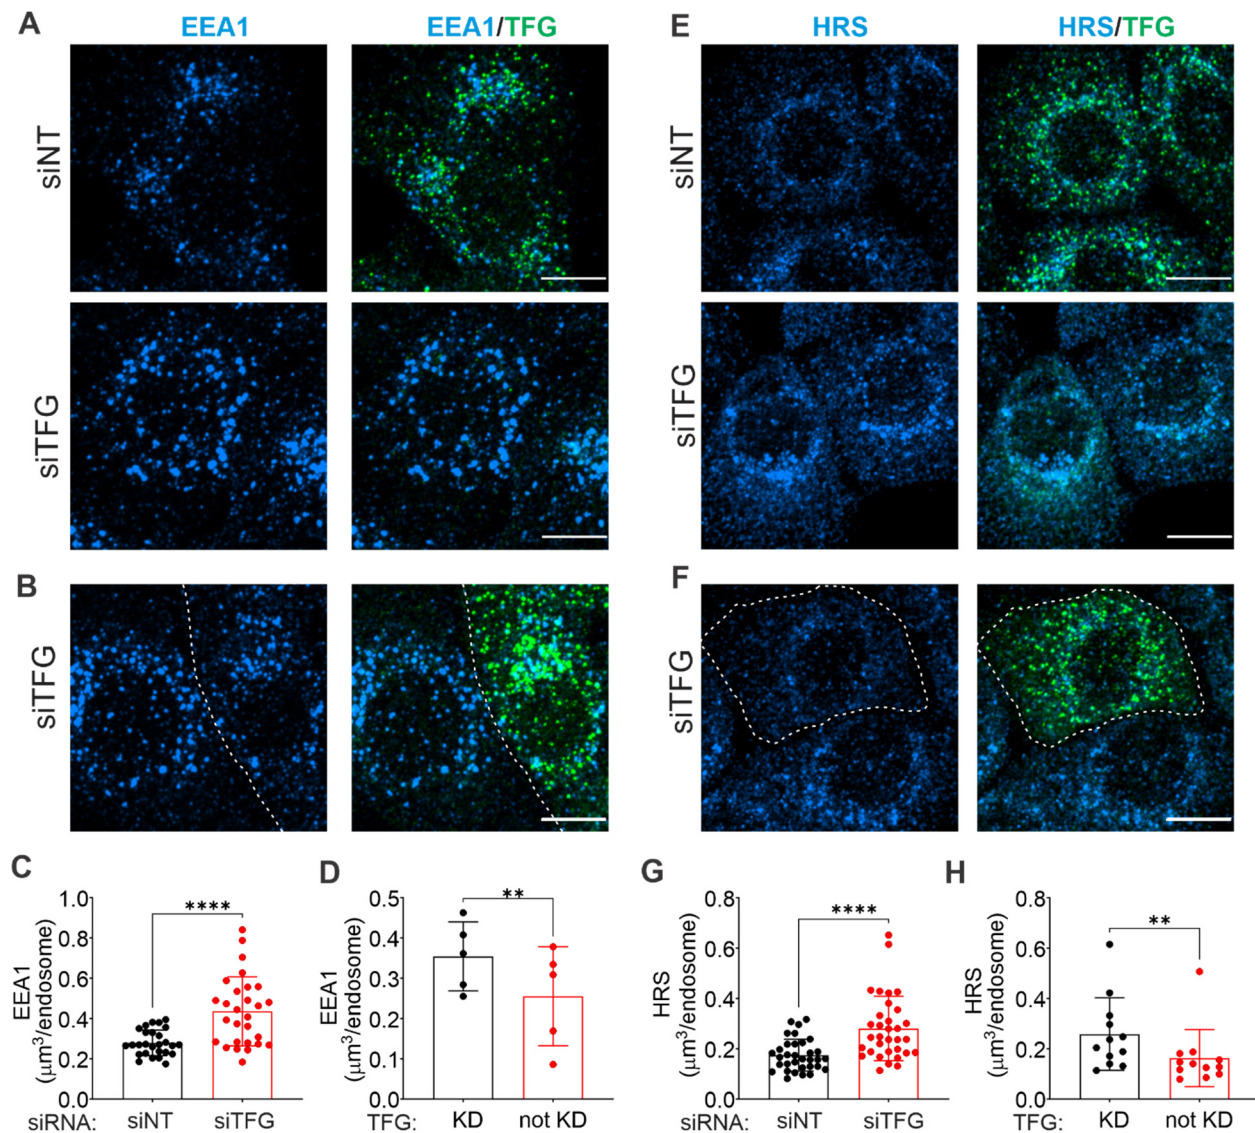 A
EEA1
EEA1/TFG
E
HRS
HRS/TFG
siNT
siNT
siTFG
siTFG
B
siTFG
F
siTFG
C
EEA1
(μm³/endosome)
1.0
0.8
0.6
0.4
0.2
0.0
****
siRNA:
siNT
siTFG
D
EEA1
(μm³/endosome)
0.5
0.4
0.3
0.2
0.1
0.0
**
TFG:
KD
not KD
G
HRS
(μm³/endosome)
0.8
0.6
0.4
0.2
0.0
****
siRNA:
siNT
siTFG
H
HRS
(μm³/endosome)
0.8
0.6
0.4
0.2
0.0
**
TFG:
KD
not KD